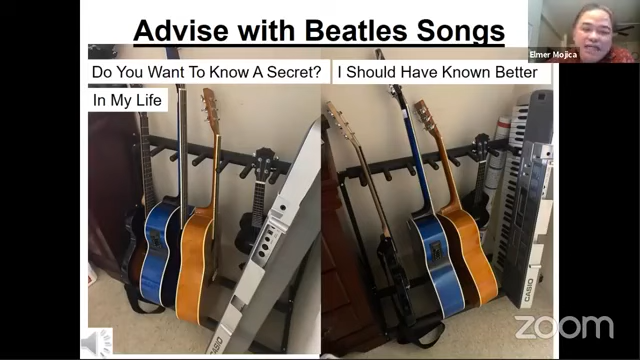 Advise with Beatles Songs
Elmer Mojica
Do You Want To Know A Secret?
I Should Have Known Better
In My Life
CASIO
CASIO
zoom